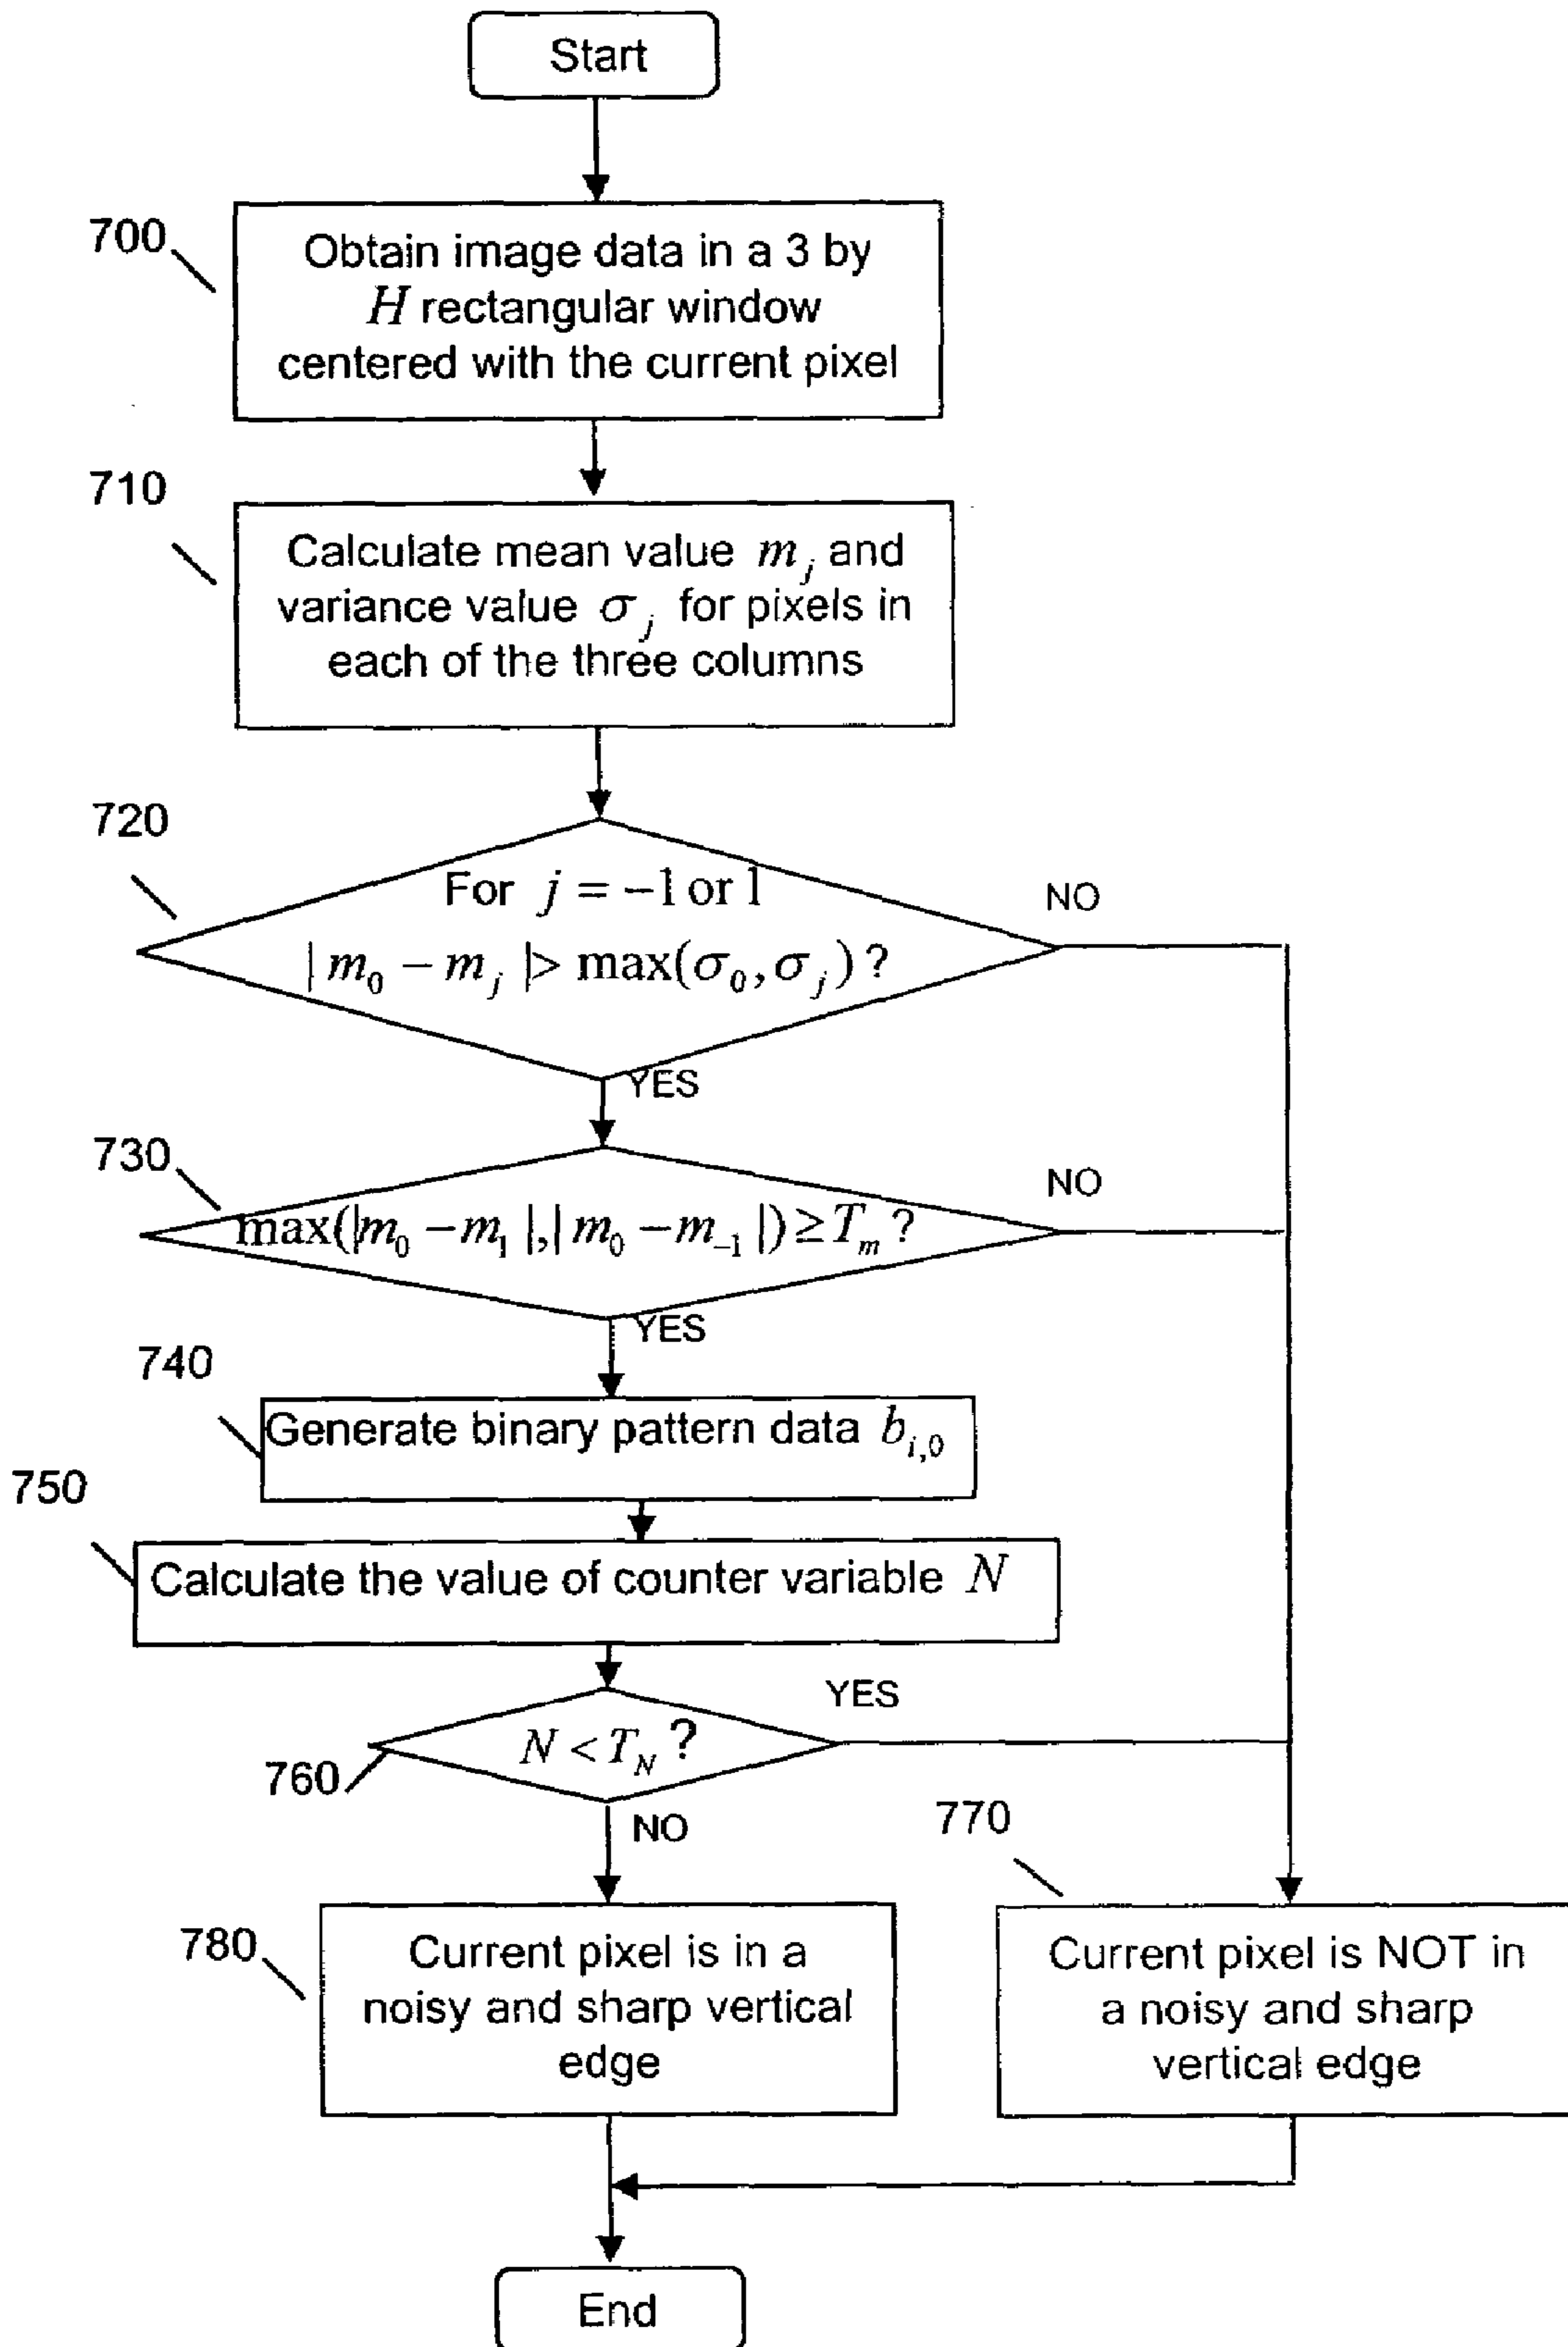 Start
700
Obtain image data in a 3 by
H rectangular window
centered with the current pixel
710
Calculate mean value m_j and
variance value σ_j for pixels in
each of the three columns
720
For j = −1 or 1
NO
| m_0 − m_j |> max(σ_0, σ_j) ?
YES
730
NO
max(|m_0 − m_1 |,| m_0 − m_−1 |) ≥ T_m ?
YES
740
Generate binary pattern data b_i,0
750
Calculate the value of counter variable N
YES
N < T_N ?
760
NO
770
780
Current pixel is in a
noisy and sharp vertical
edge
Current pixel is NOT in
a noisy and sharp
vertical edge
End